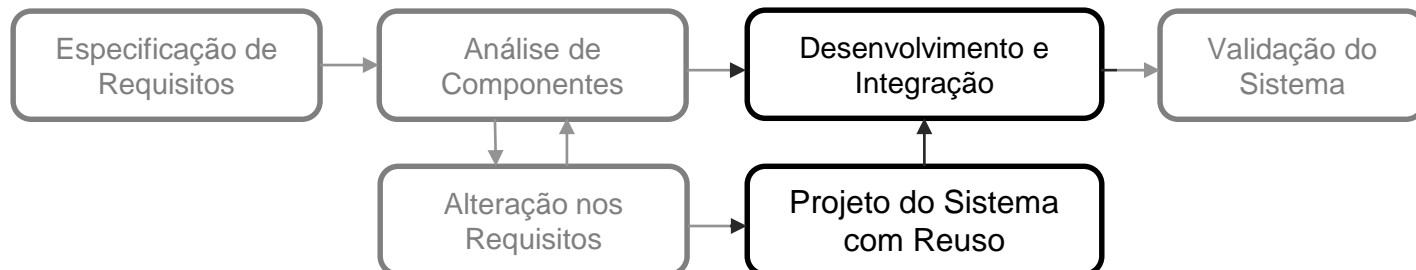 Especificação de
Requisitos
Análise de
Componentes
Desenvolvimento e
Integração
Validação do
Sistema
Alteração nos
Requisitos
Projeto do Sistema
com Reuso